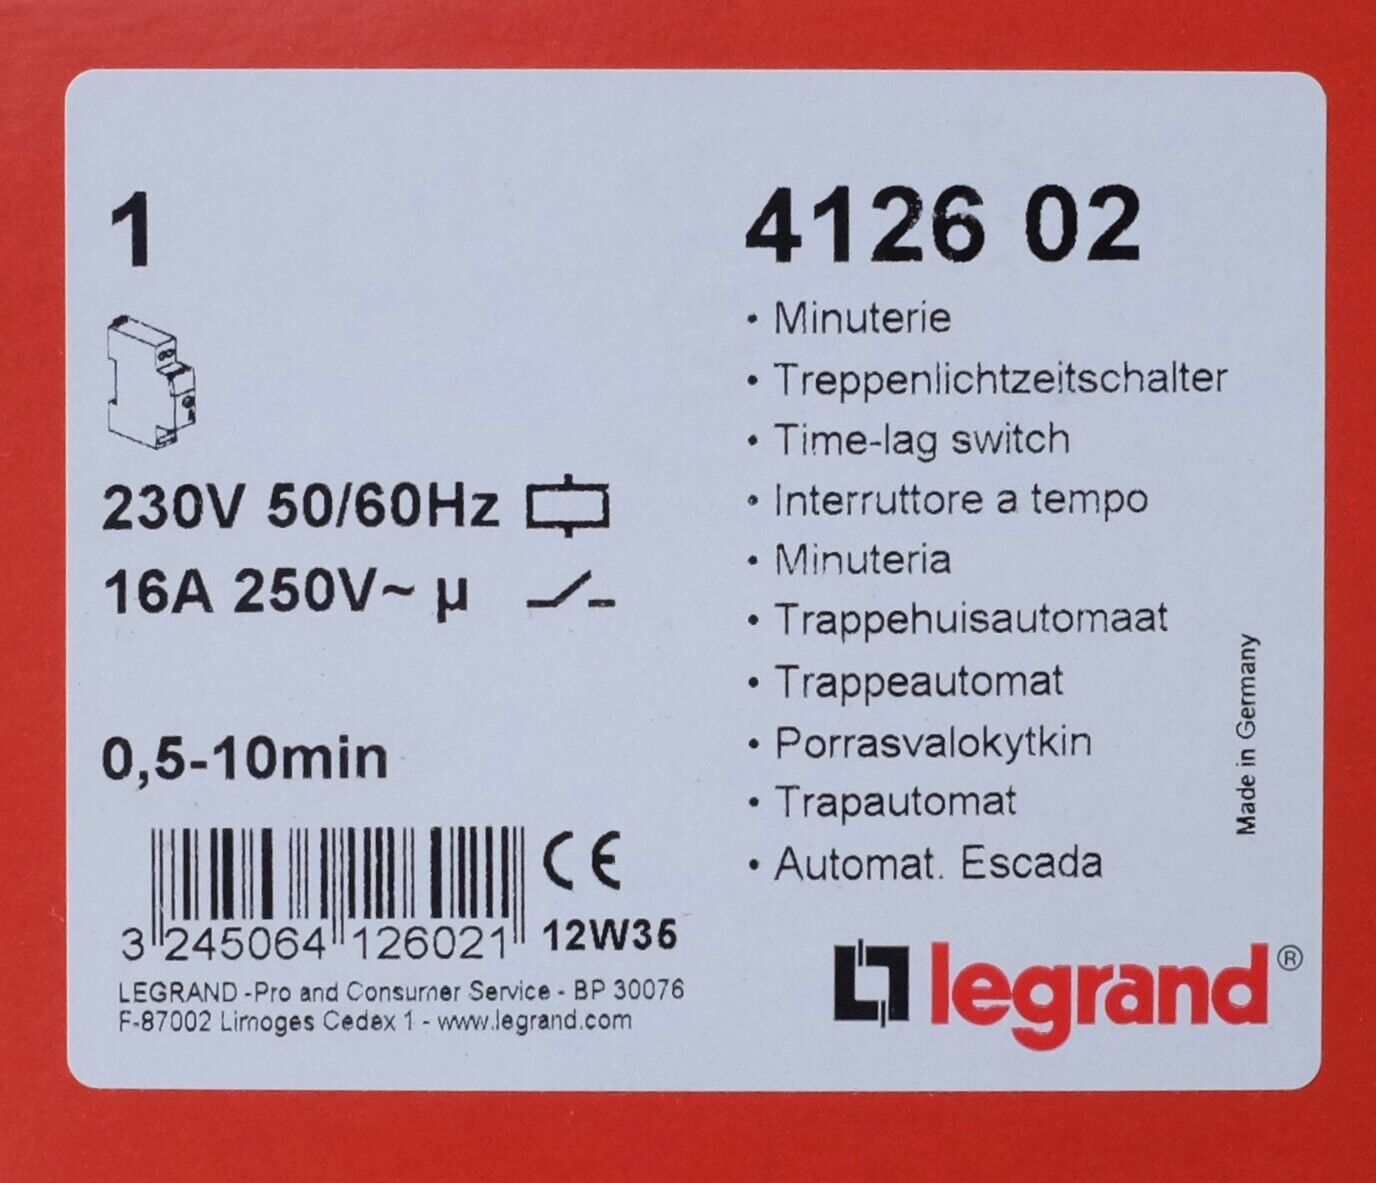 1
4126 02
• Minuterie
• Treppenlichtzeitschalter
• Time-lag switch
• Interruttore a tempo
• Minuteria
• Trappehuisautomaat
• Trappeautomat
• Porrasvalokytkin
• Trapautomat
• Automat. Escada
230V 50/60Hz
16A 250V~ µ
0,5-10min
3 245064 126021
CE
12W36
LEGRAND -Pro and Consumer Service - BP 30076
F-87002 Limoges Cedex 1 - www.legrand.com
Made in Germany
legrand®